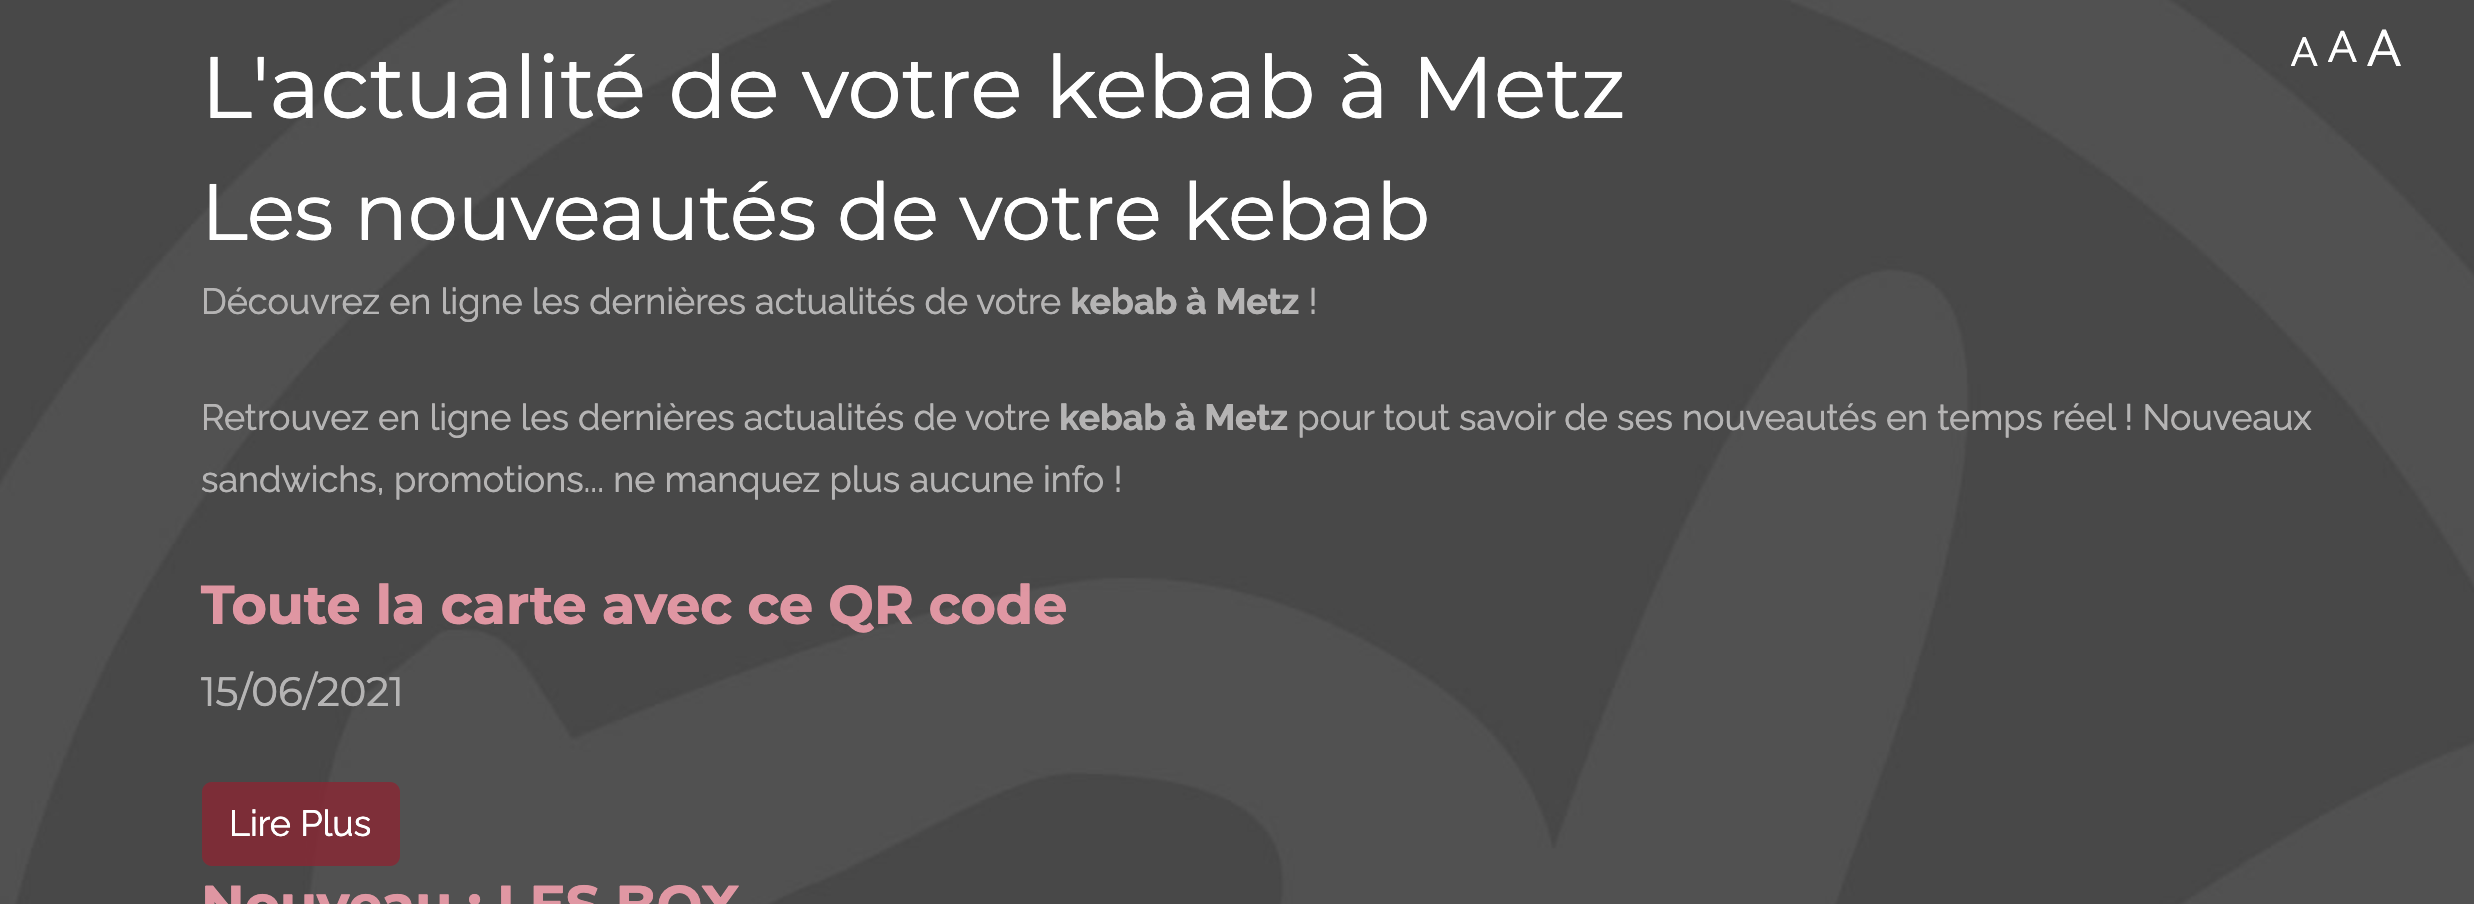 A A A
L'actualité de votre kebab à Metz
Les nouveautés de votre kebab
Découvrez en ligne les dernières actualités de votre kebab à Metz !
Retrouvez en ligne les dernières actualités de votre kebab à Metz pour tout savoir de ses nouveautés en temps réel ! Nouveaux
sandwichs, promotions... ne manquez plus aucune info !
Toute la carte avec ce QR code
15/06/2021
Lire Plus
Nouveau : LES BOX